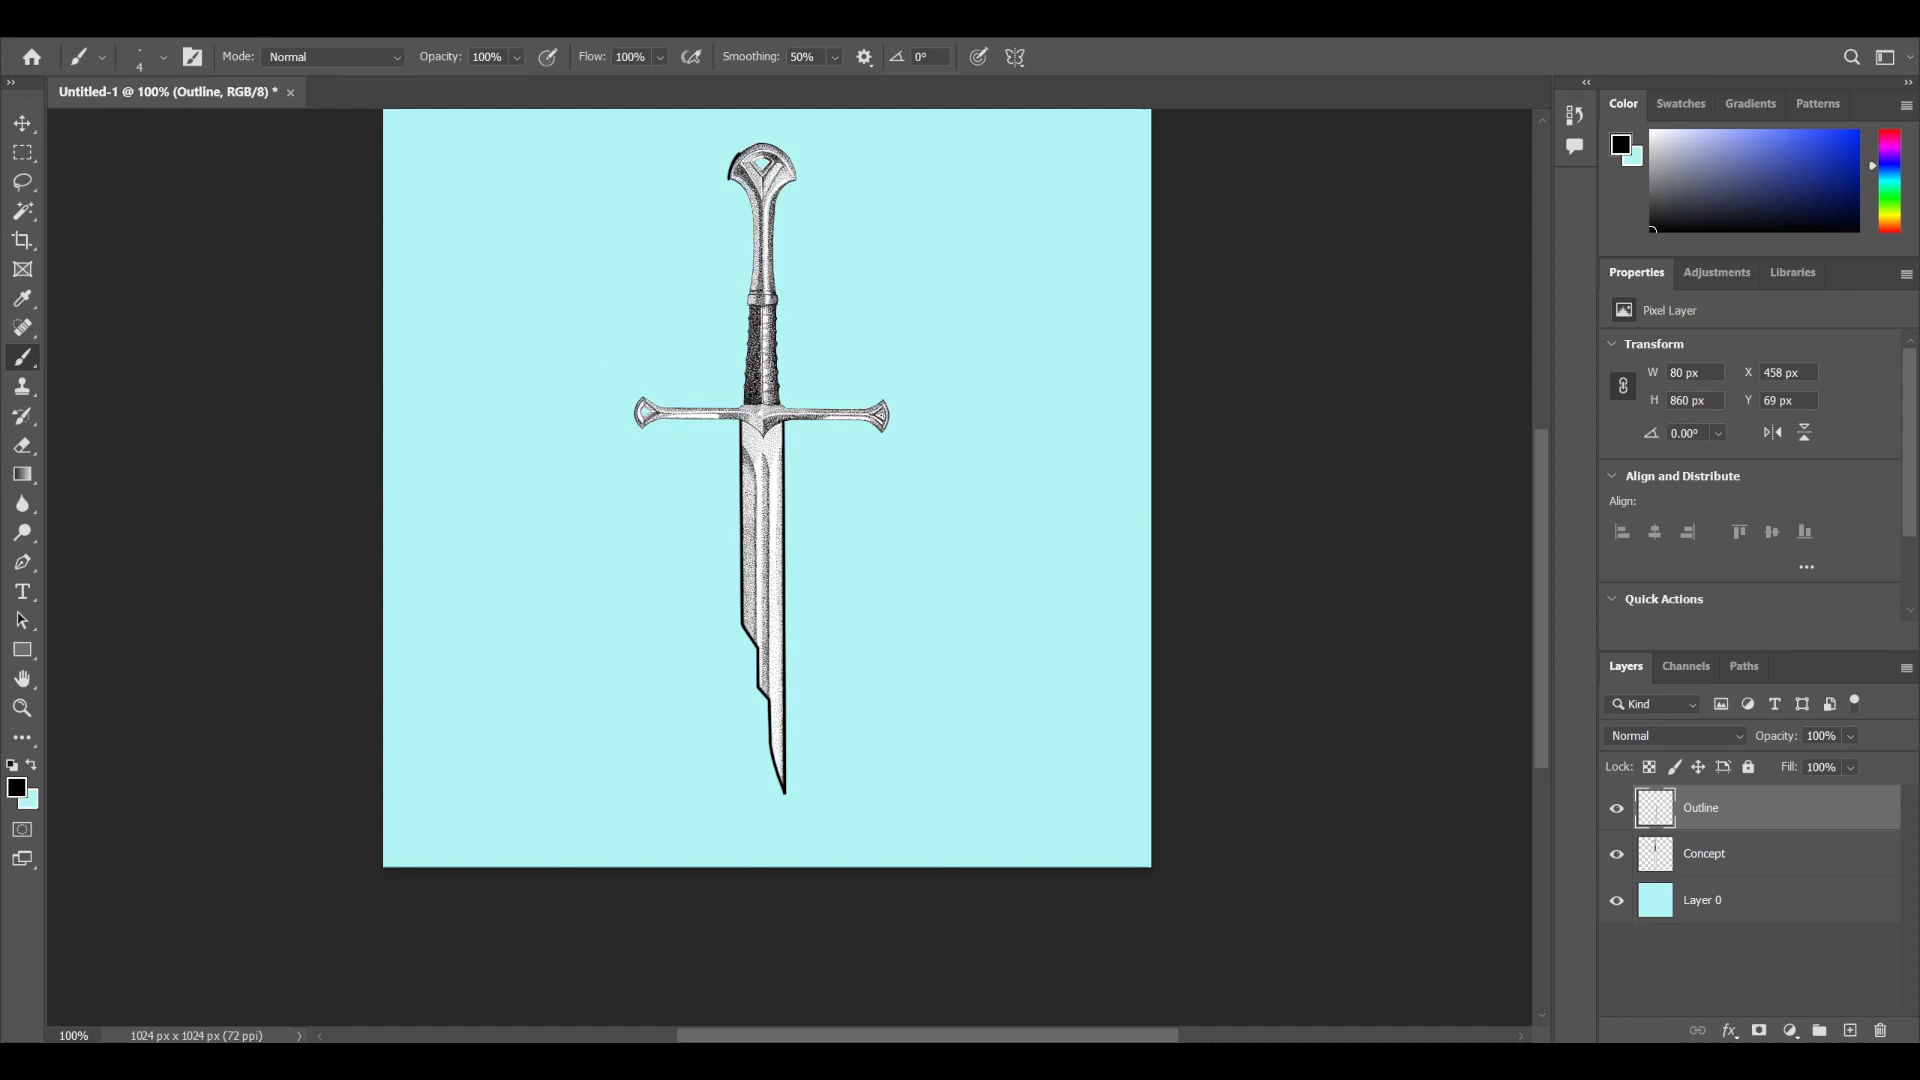 4 Mode: Normal Opacity: 100% Flow: 100% Smoothing: 50% 0°
Untitled-1 @ 100% (Outline, RGB/8) *
Color Swatches Gradients Patterns
Properties Adjustments Libraries
Pixel Layer
Transform
W 80 px X 458 px
H 860 px Y 69 px
0.00°
Align and Distribute
Align:
Quick Actions
Layers Channels Paths
Kind
Normal Opacity: 100%
Lock: Fill: 100%
Outline
Concept
Layer 0
100% 1024 px x 1024 px (72 ppi)